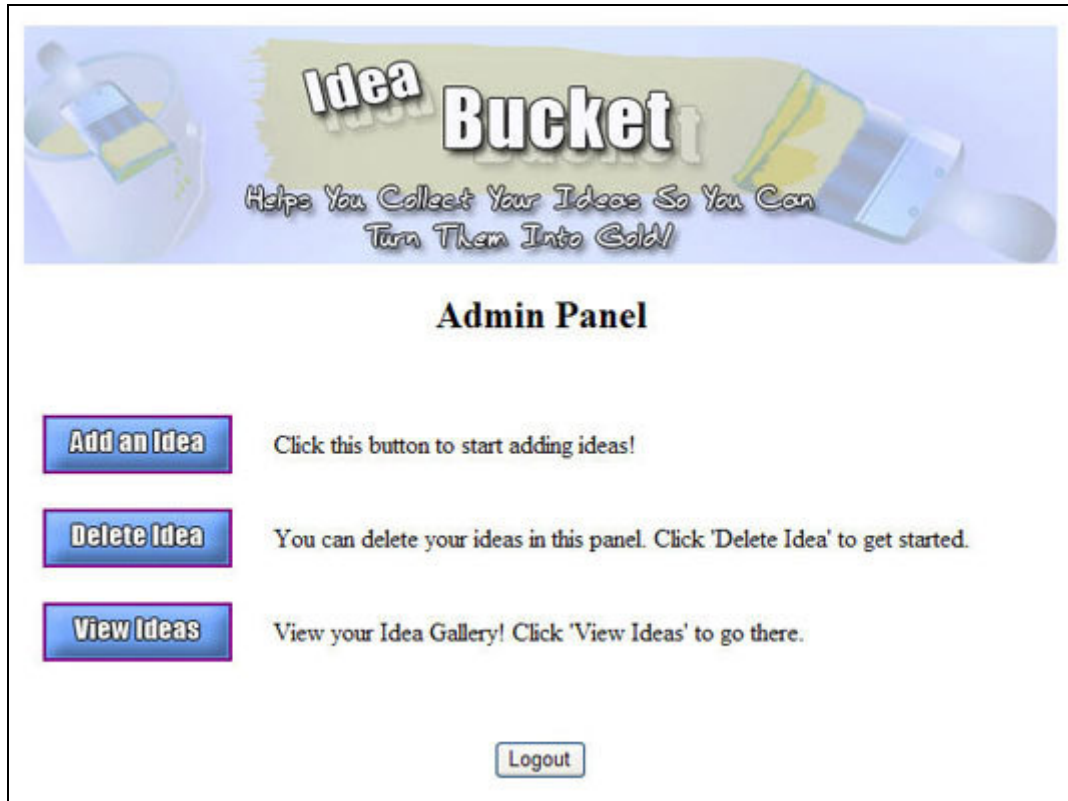 Idea
Bucket
Helps You Collect Your Ideas So You Can
Turn Them Into Gold!
Admin Panel
Add an Idea
Click this button to start adding ideas!
Delete Idea
You can delete your ideas in this panel. Click 'Delete Idea' to get started.
View Ideas
View your Idea Gallery! Click 'View Ideas' to go there.
Logout